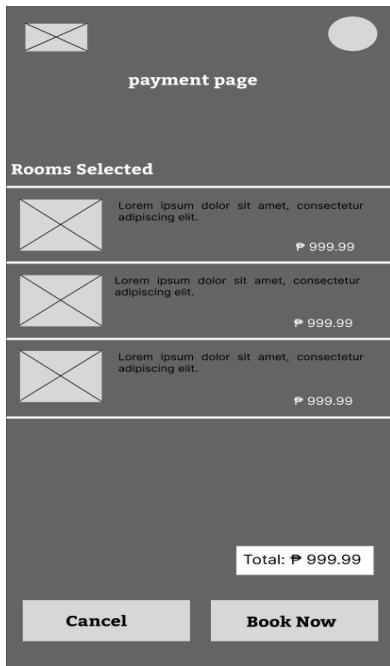 payment page
Rooms Selected
Lorem ipsum dolor sit amet, consectetur
adipiscing elit.
₱ 999.99
Lorem ipsum dolor sit amet, consectetur
adipiscing elit.
₱ 999.99
Lorem ipsum dolor sit amet, consectetur
adipiscing elit.
₱ 999.99
Total: ₱ 999.99
Cancel
Book Now